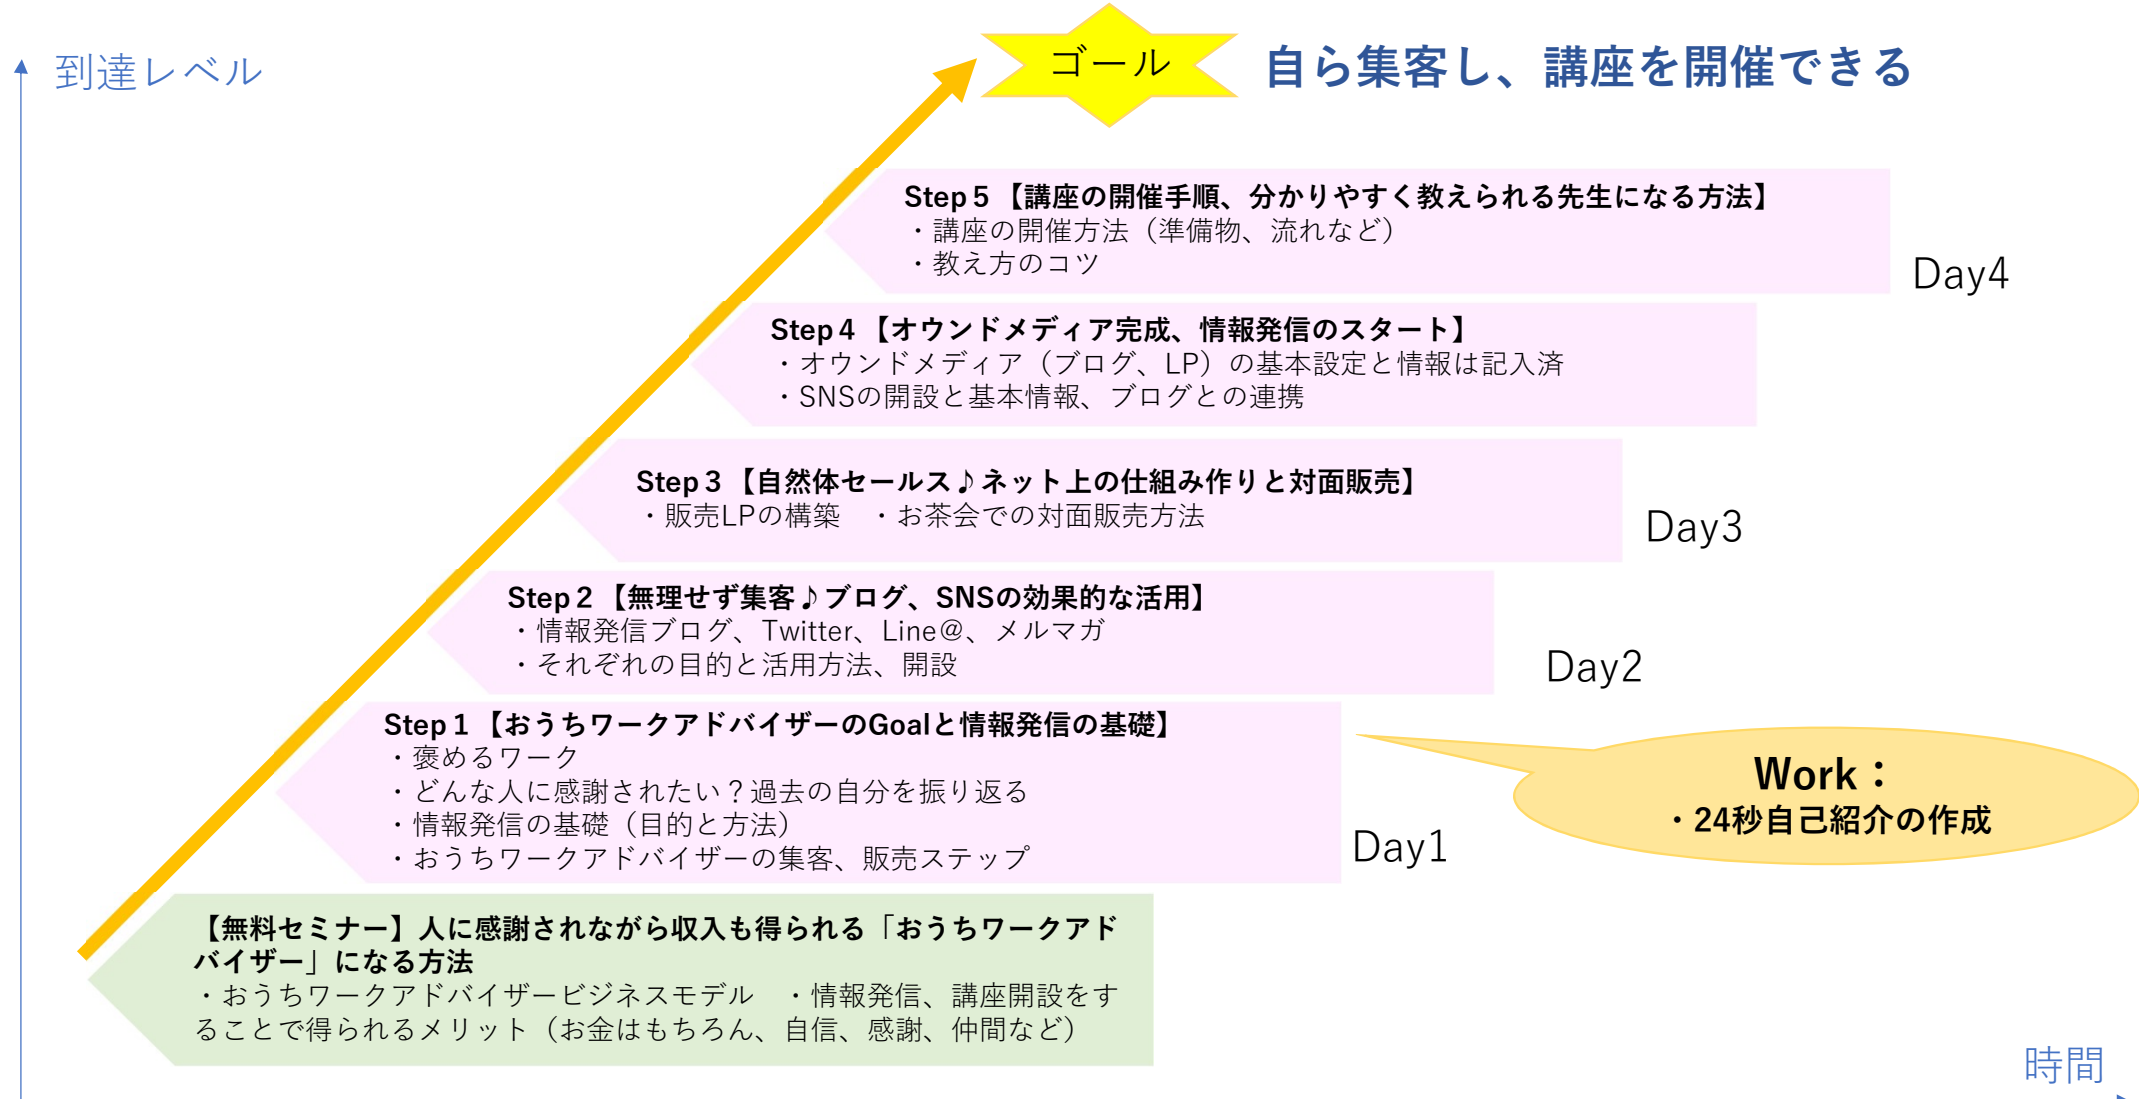 到達レベル
ゴール
自ら集客し、講座を開催できる
Step５【講座の開催手順、分かりやすく教えられる先生になる方法】
・講座の開催方法（準備物、流れなど）
・教え方のコツ
Day4
Step４【オウンドメディア完成、情報発信のスタート】
・オウンドメディア（ブログ、LP）の基本設定と情報は記入済
・SNSの開設と基本情報、ブログとの連携
Step３【自然体セールス♪ネット上の仕組み作りと対面販売】
・販売LPの構築　・お茶会での対面販売方法
Day3
Step２【無理せず集客♪ブログ、SNSの効果的な活用】
・情報発信ブログ、Twitter、Line@、メルマガ
・それぞれの目的と活用方法、開設
Day2
Step１【おうちワークアドバイザーのGoalと情報発信の基礎】
・褒めるワーク
・どんな人に感謝されたい？過去の自分を振り返る
・情報発信の基礎（目的と方法）
・おうちワークアドバイザーの集客、販売ステップ
Day1
Work：
・24秒自己紹介の作成
【無料セミナー】人に感謝されながら収入も得られる「おうちワークアド
バイザー」になる方法
・おうちワークアドバイザービジネスモデル　・情報発信、講座開設をす
ることで得られるメリット（お金はもちろん、自信、感謝、仲間など）
時間